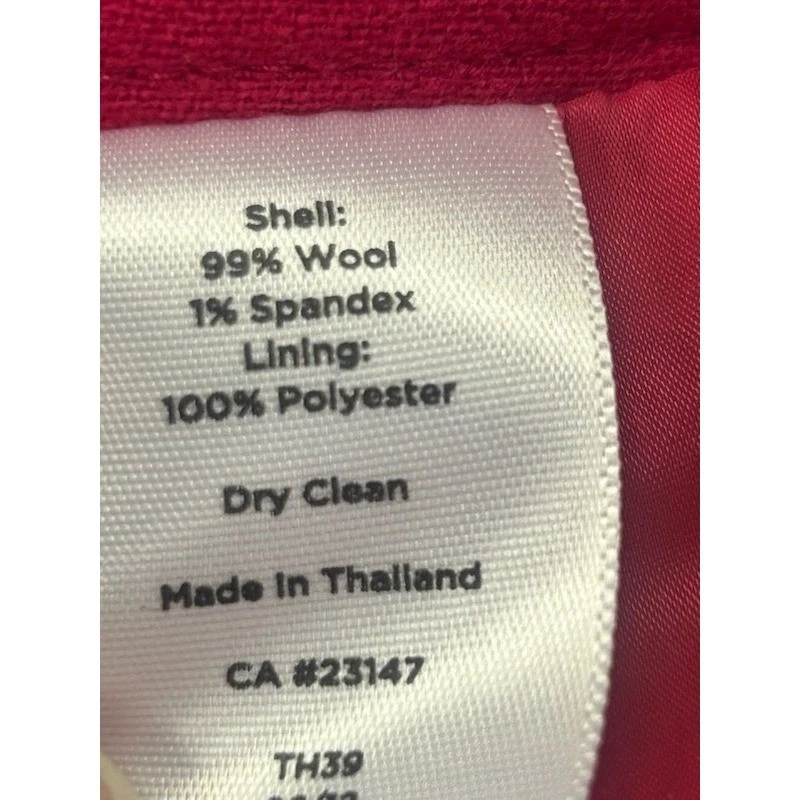 Shell:
99% Wool
1% Spandex
Lining:
100% Polyester
Dry Clean
Made In Thailand
CA #23147
TH39